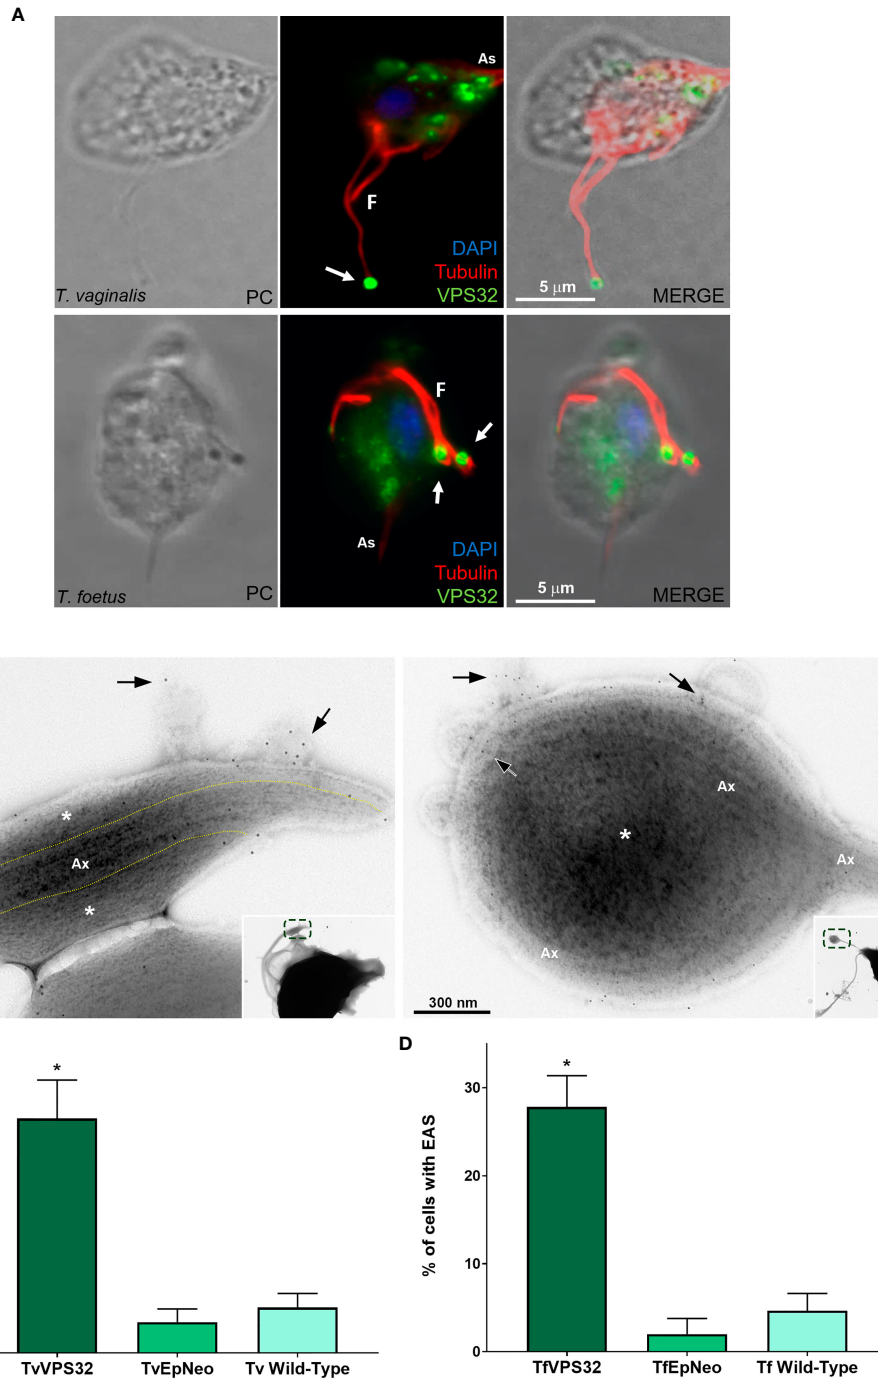 A
As
F
DAPI
Tubulin
VPS32
T. vaginalis
PC
5 μm
MERGE
F
As
DAPI
Tubulin
VPS32
T. foetus
PC
5 μm
MERGE
*
Ax
*
Ax
*
Ax
Ax
300 nm
D
*
*
% of cells with EAS
30
20
10
0
TvVPS32
TvEpNeo
Tv Wild-Type
TfVPS32
TfEpNeo
Tf Wild-Type